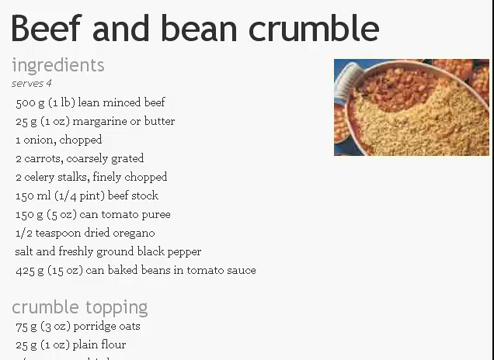 Beef and bean crumble
ingredients
serves 4
500 g (1 lb) lean minced beef
25 g (1 oz) margarine or butter
1 onion, chopped
2 carrots, coarsely grated
2 celery stalks, finely chopped
150 ml (1/4 pint) beef stock
150 g (5 oz) can tomato puree
1/2 teaspoon dried oregano
salt and freshly ground black pepper
425 g (15 oz) can baked beans in tomato sauce
crumble topping
75 g (3 oz) porridge oats
25 g (1 oz) plain flour